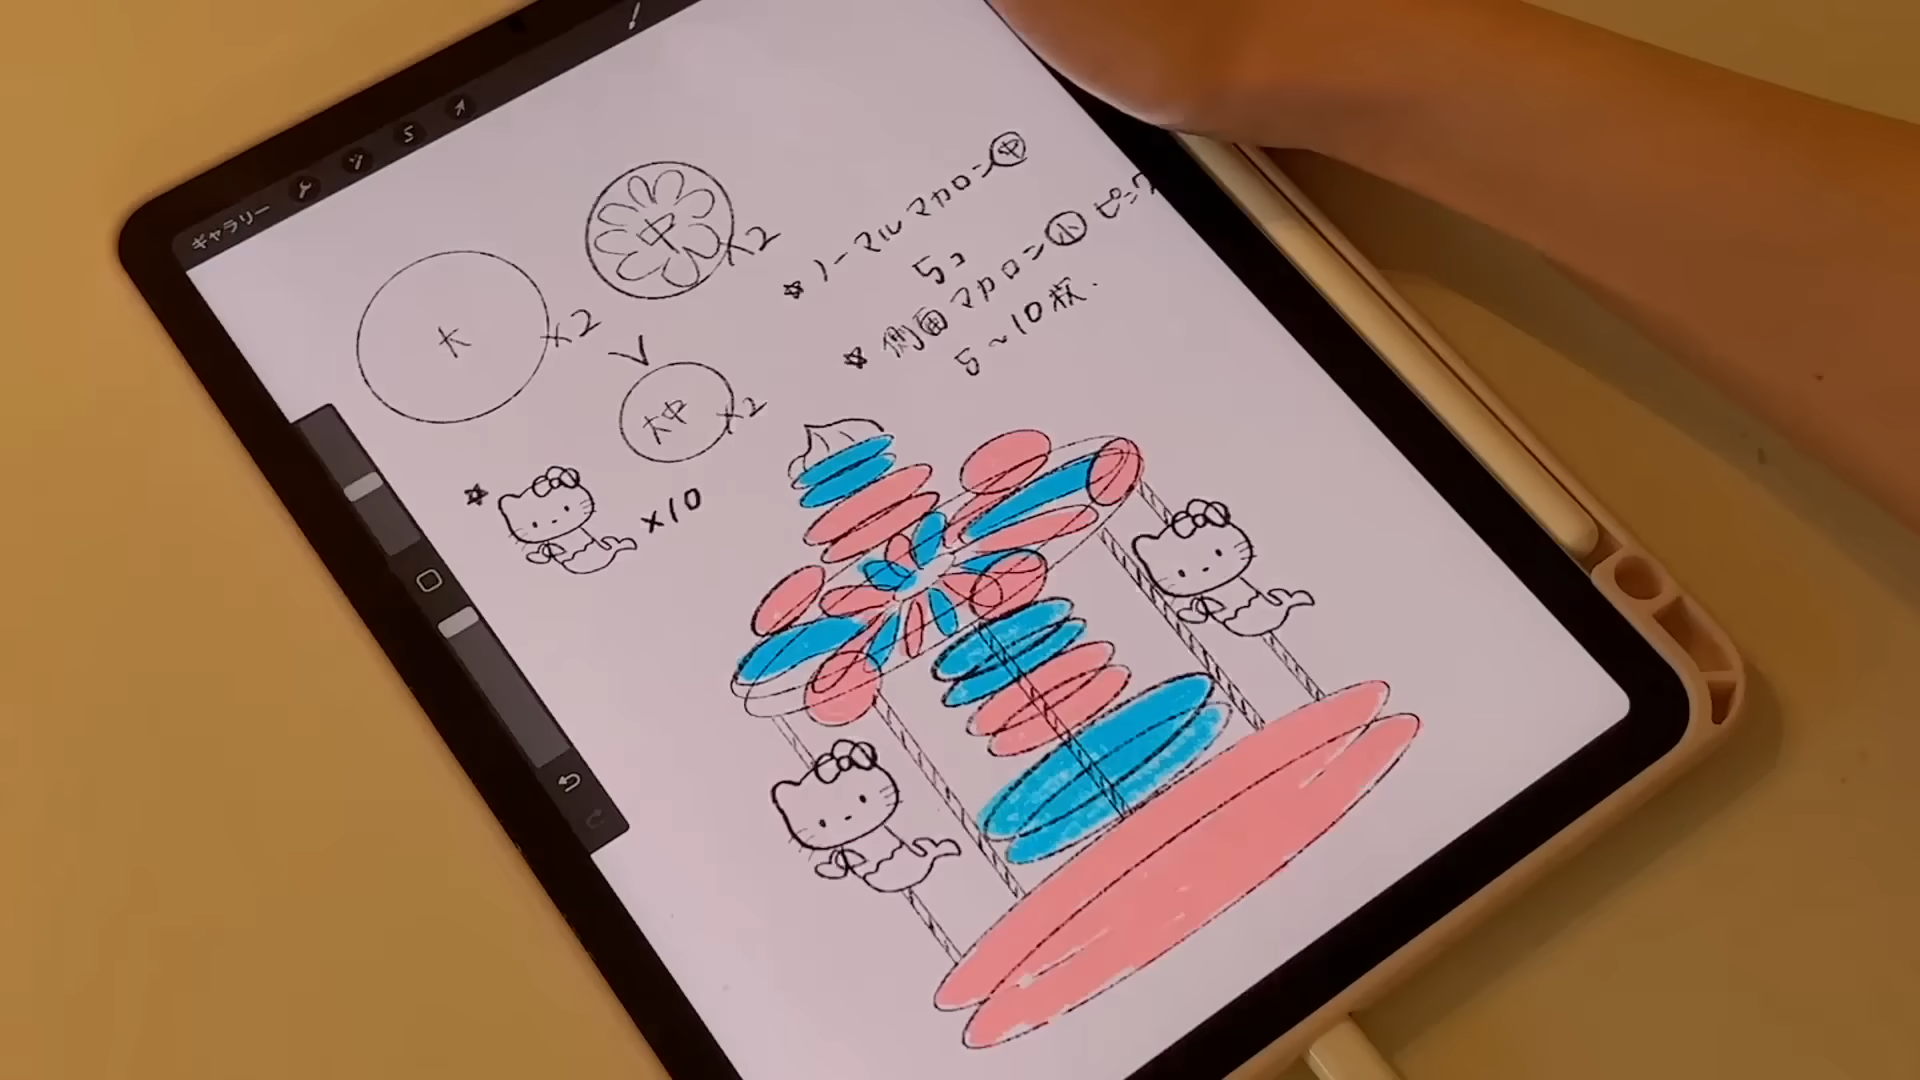 ギャラリー
中
×2
大
×2
大中
×2
☆ノーマルマカロン㊥
5コ
☆側面マカロン㊙小 ピンク
5〜10枚.
☆
×10